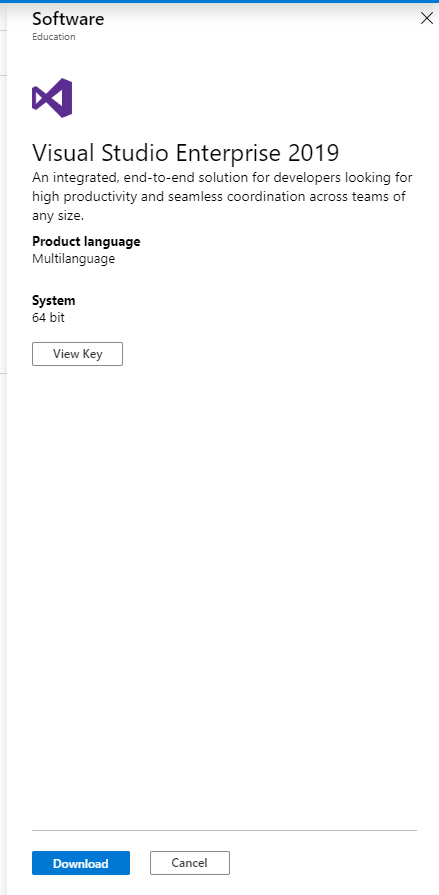 Software
Education
Visual Studio Enterprise 2019
An integrated, end-to-end solution for developers looking for
high productivity and seamless coordination across teams of
any size.
Product language
Multilanguage
System
64 bit
View Key
Download
Cancel